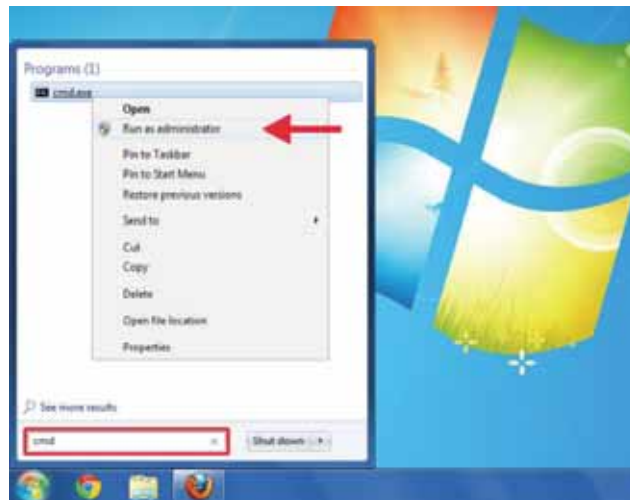 Programs (1)
cmd.exe
Open
Run as administrator
Pin to Taskbar
Pin to Start Menu
Restore previous versions
Send to
Cut
Copy
Delete
Open file location
Properties
See more results
cmd
Shut down